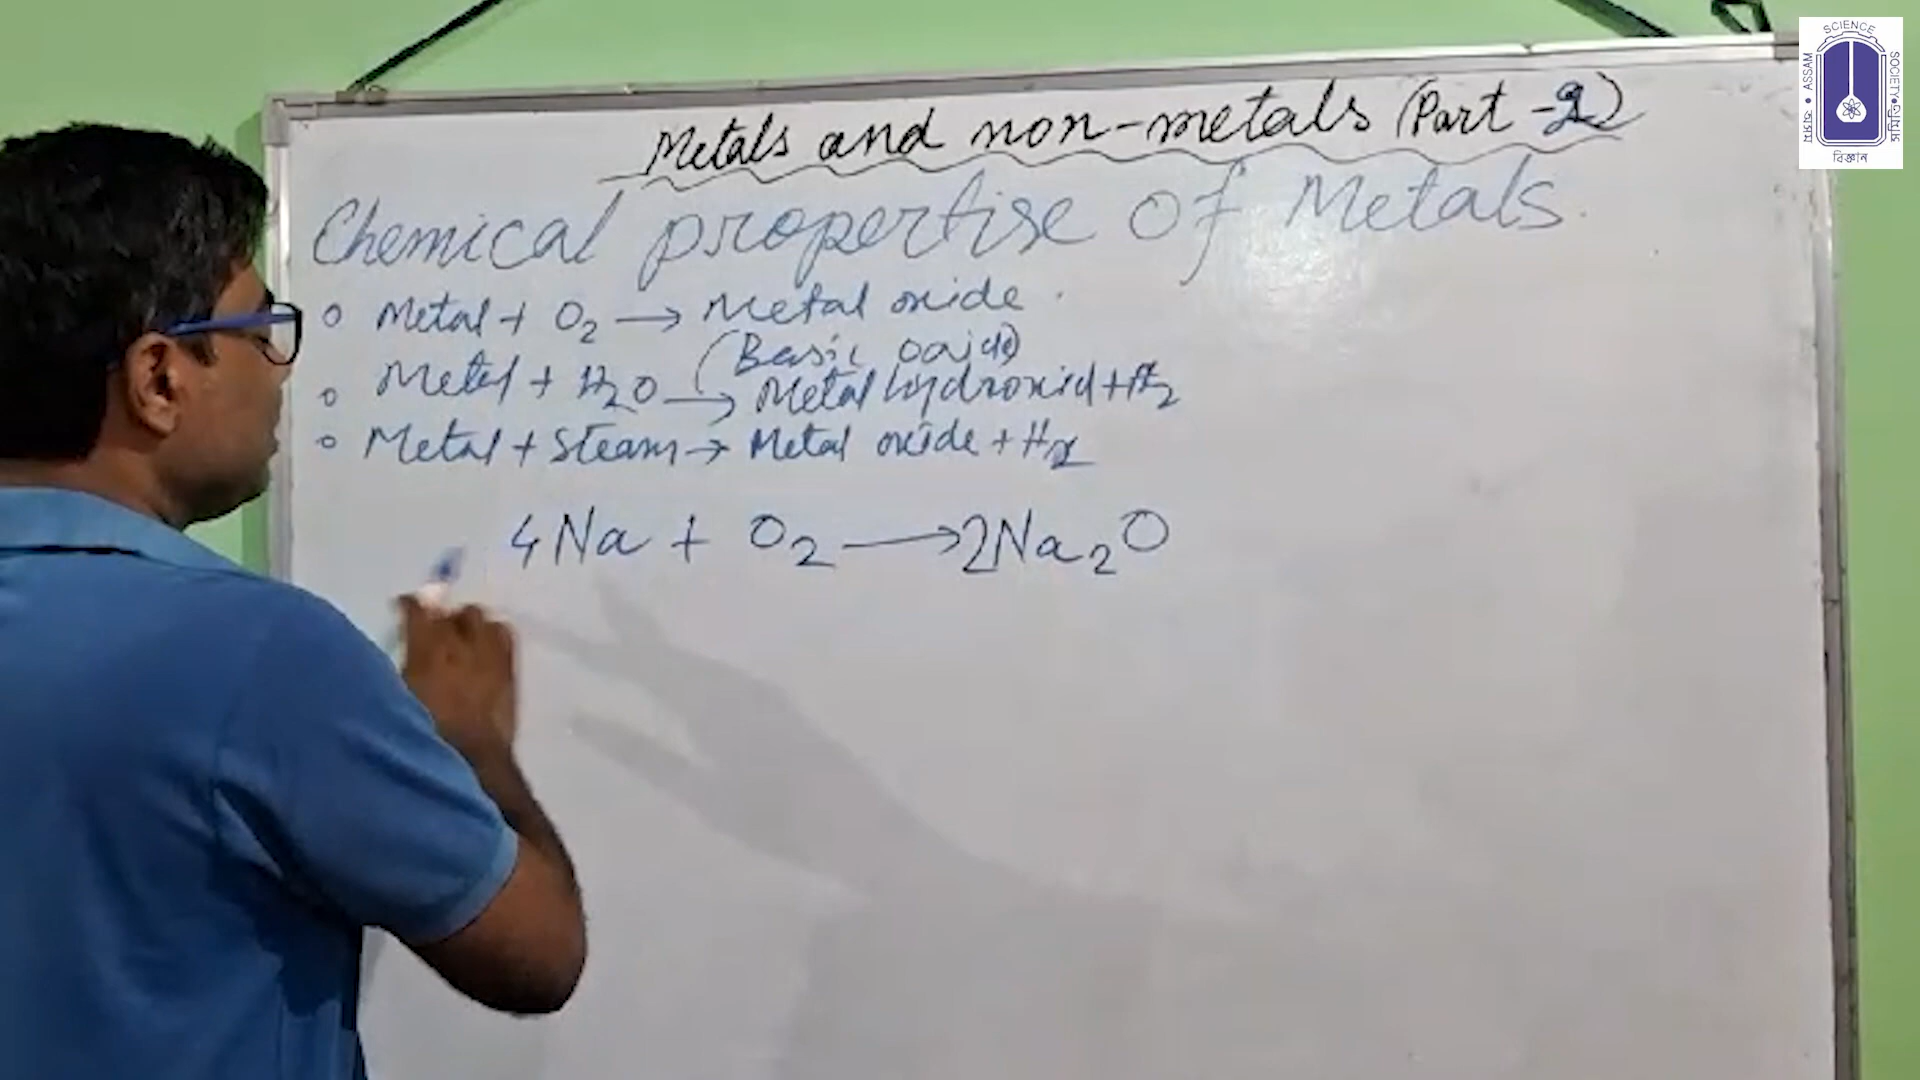 Metals and non-metals (Part-2)
Chemical propertise of Metals
Metal + O2 → Metal oxide
(Basic oxide)
Metal + H2O → Metal hydroxid + H2
Metal + Steam → Metal oxide + H2
4Na + O2 → 2Na2O
ASSAM SCIENCE SOCIETY
বিজ্ঞান